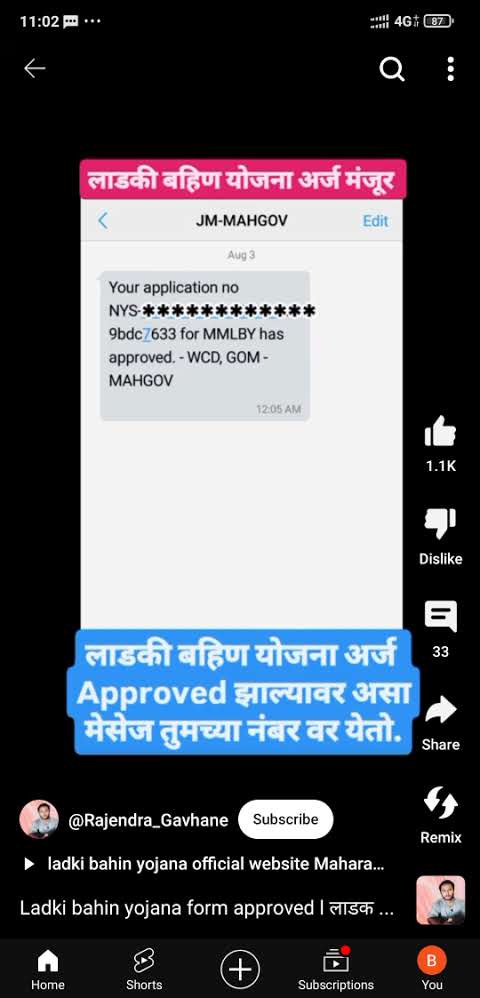 11:02
4G+ 87
लाडकी बहिण योजना अर्ज मंजूर
JM-MAHGOV Edit
Aug 3
Your application no
NYS-************
9bdc7633 for MMLBY has
approved. - WCD, GOM -
MAHGOV
12:05 AM
1.1K
Dislike
33
लाडकी बहिण योजना अर्ज
Approved झाल्यावर असा
मेसेज तुमच्या नंबर वर येतो.
Share
@Rajendra_Gavhane Subscribe
Remix
ladki bahin yojana official website Mahara...
Ladki bahin yojana form approved l लाडक ...
B
Home Shorts Subscriptions You